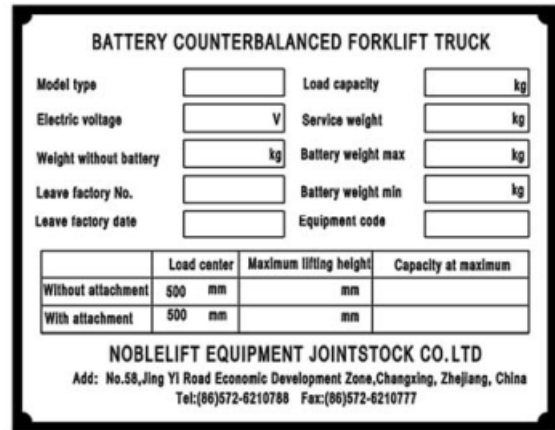 BATTERY COUNTERBALANCED FORKLIFT TRUCK
Model type Load capacity kg
Electric voltage V Service weight kg
Weight without battery kg Battery weight max kg
Leave factory No. Battery weight min kg
Leave factory date Equipment code
Load center Maximum lifting height Capacity at maximum
Without attachment 500 mm mm
With attachment 500 mm mm
NOBLELIFT EQUIPMENT JOINTSTOCK CO.LTD
Add: No.58,Jing Yi Road Economic Development Zone,Changxing, Zhejiang, China
Tel:(86)572-6210788 Fax:(86)572-6210777